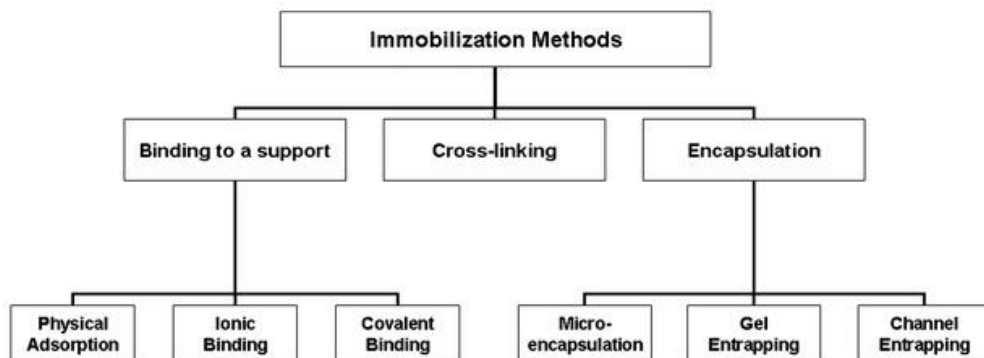 Immobilization Methods
Binding to a support
Cross-linking
Encapsulation
Physical
Adsorption
Ionic
Binding
Covalent
Binding
Micro-
encapsulation
Gel
Entrapping
Channel
Entrapping